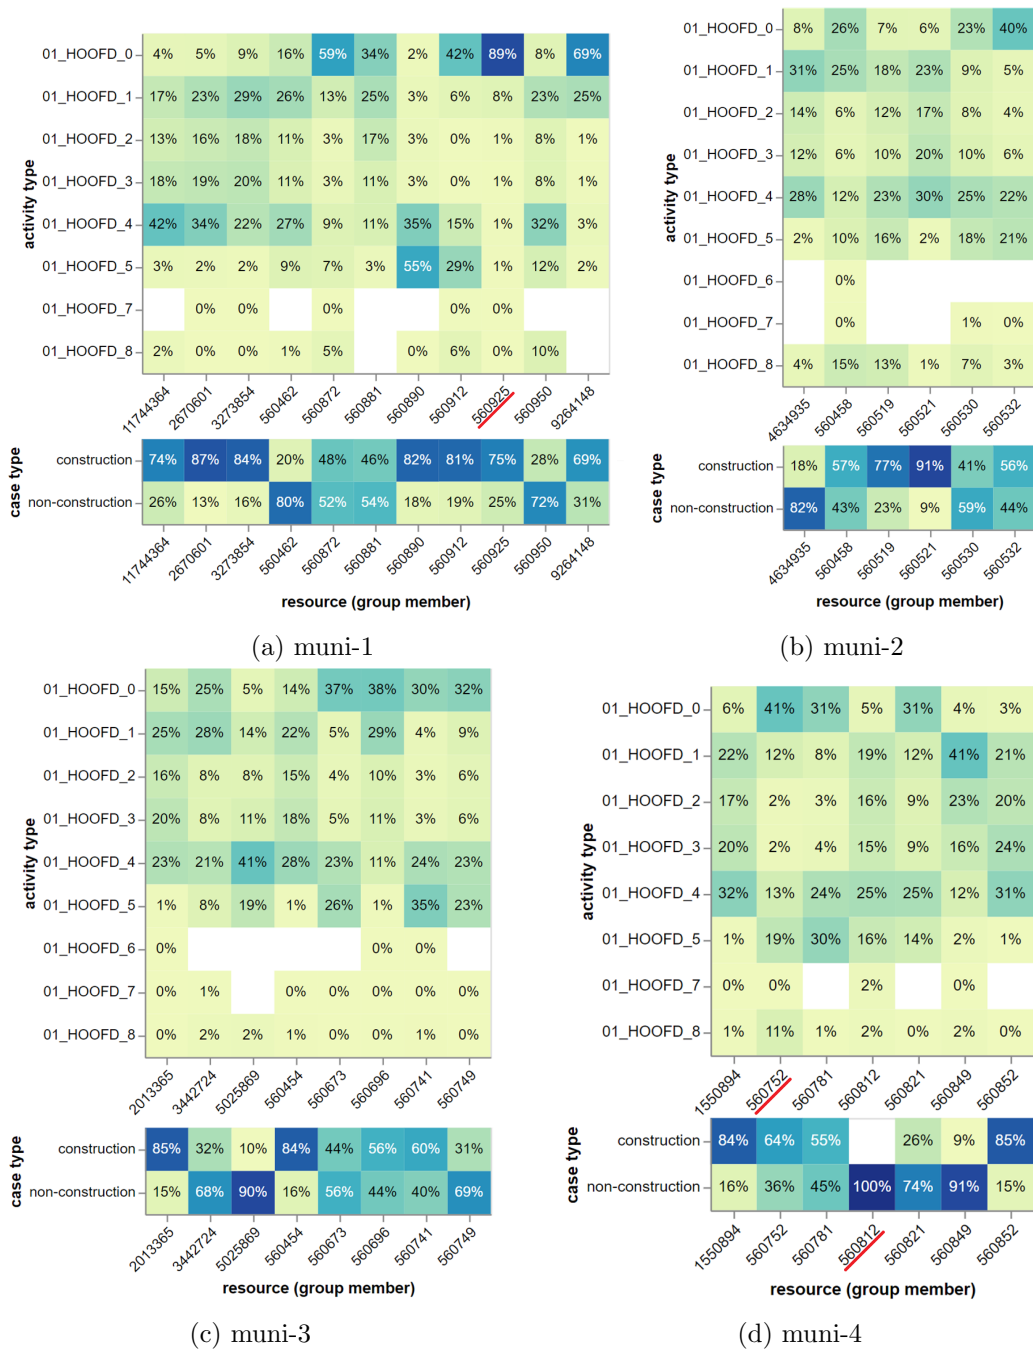 01_HOOFD_0 4% 5% 9% 16% 59% 34% 2% 42% 89% 8% 69%
01_HOOFD_1 17% 23% 29% 26% 13% 25% 3% 6% 8% 23% 25%
01_HOOFD_2 13% 16% 18% 11% 3% 17% 3% 0% 1% 8% 1%
01_HOOFD_3 18% 19% 20% 11% 3% 11% 3% 0% 1% 8% 1%
01_HOOFD_4 42% 34% 22% 27% 9% 11% 35% 15% 1% 32% 3%
01_HOOFD_5 3% 2% 2% 9% 7% 3% 55% 29% 1% 12% 2%
01_HOOFD_7 0% 0% 0% 0% 0%
01_HOOFD_8 2% 0% 0% 1% 5% 0% 6% 0% 10%
activity type
11744364 2670601 3273854 560462 560872 560881 560890 560912 560925 560950 9264148
construction 74% 87% 84% 20% 48% 46% 82% 81% 75% 28% 69%
non-construction 26% 13% 16% 80% 52% 54% 18% 19% 25% 72% 31%
case type
11744364 2670601 3273854 560462 560872 560881 560890 560912 560925 560950 9264148
resource (group member)
(a) muni-1
01_HOOFD_0 8% 26% 7% 6% 23% 40%
01_HOOFD_1 31% 25% 18% 23% 9% 5%
01_HOOFD_2 14% 6% 12% 17% 8% 4%
01_HOOFD_3 12% 6% 10% 20% 10% 6%
01_HOOFD_4 28% 12% 23% 30% 25% 22%
01_HOOFD_5 2% 10% 16% 2% 18% 21%
01_HOOFD_6 0%
01_HOOFD_7 0% 1% 0%
01_HOOFD_8 4% 15% 13% 1% 7% 3%
activity type
4634935 560458 560519 560521 560530 560532
construction 18% 57% 77% 91% 41% 56%
non-construction 82% 43% 23% 9% 59% 44%
case type
4634935 560458 560519 560521 560530 560532
resource (group member)
(b) muni-2
01_HOOFD_0 15% 25% 5% 14% 37% 38% 30% 32%
01_HOOFD_1 25% 28% 14% 22% 5% 29% 4% 9%
01_HOOFD_2 16% 8% 8% 15% 4% 10% 3% 6%
01_HOOFD_3 20% 8% 11% 18% 5% 11% 3% 6%
01_HOOFD_4 23% 21% 41% 28% 23% 11% 24% 23%
01_HOOFD_5 1% 8% 19% 1% 26% 1% 35% 23%
01_HOOFD_6 0% 0% 0%
01_HOOFD_7 0% 1% 0% 0% 0% 0% 0%
01_HOOFD_8 0% 2% 2% 1% 0% 0% 1% 0%
activity type
2013365 3442724 5025869 560454 560673 560696 560741 560749
construction 85% 32% 10% 84% 44% 56% 60% 31%
non-construction 15% 68% 90% 16% 56% 44% 40% 69%
case type
2013365 3442724 5025869 560454 560673 560696 560741 560749
resource (group member)
(c) muni-3
01_HOOFD_0 6% 41% 31% 5% 31% 4% 3%
01_HOOFD_1 22% 12% 8% 19% 12% 41% 21%
01_HOOFD_2 17% 2% 3% 16% 9% 23% 20%
01_HOOFD_3 20% 2% 4% 15% 9% 16% 24%
01_HOOFD_4 32% 13% 24% 25% 25% 12% 31%
01_HOOFD_5 1% 19% 30% 16% 14% 2% 1%
01_HOOFD_7 0% 0% 2% 0%
01_HOOFD_8 1% 11% 1% 2% 0% 2% 0%
activity type
1550894 560752 560781 560812 560821 560849 560852
construction 84% 64% 55% 26% 9% 85%
non-construction 16% 36% 45% 100% 74% 91% 15%
case type
1550894 560752 560781 560812 560821 560849 560852
resource (group member)
(d) muni-4